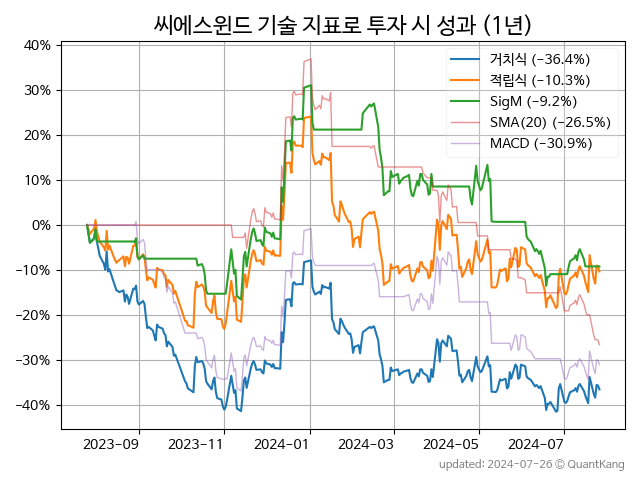 씨에스윈드 기술 지표로 투자 시 성과 (1년)
40%
30%
20%
10%
0%
−10%
−20%
−30%
−40%
거치식 (−36.4%)
적립식 (−10.3%)
SigM (−9.2%)
SMA(20) (−26.5%)
MACD (−30.9%)
2023-09 2023-11 2024-01 2024-03 2024-05 2024-07
updated: 2024-07-26 © QuantKang